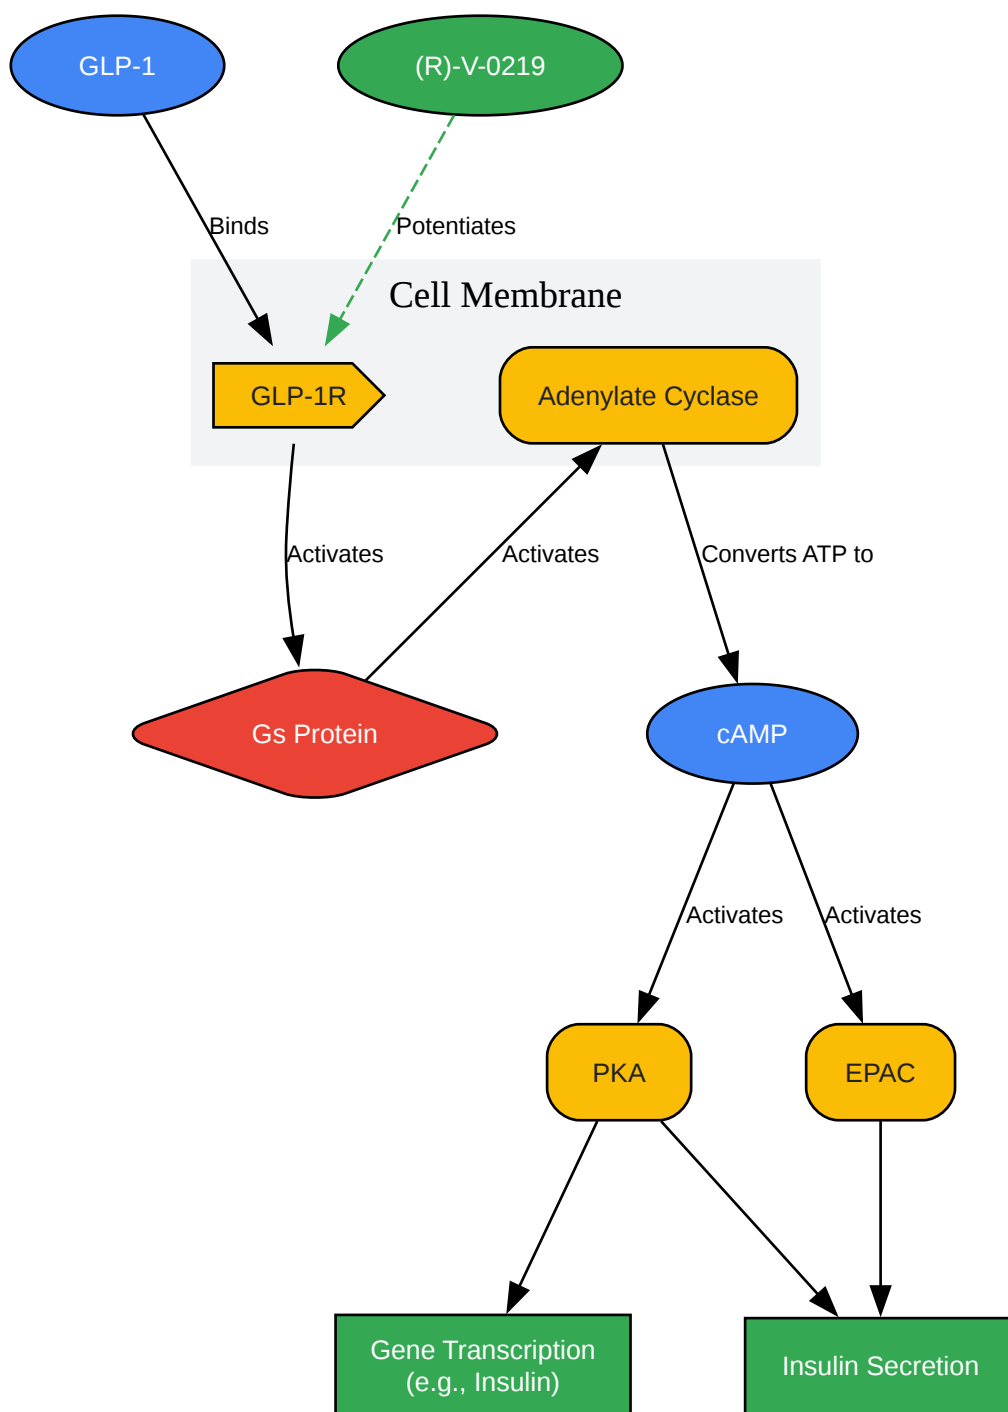 GLP-1
(R)-V-0219
Binds
Potentiates
Cell Membrane
GLP-1R
Adenylate Cyclase
Activates
Activates
Converts ATP to
Gs Protein
cAMP
Activates
Activates
PKA
EPAC
Gene Transcription
(e.g., Insulin)
Insulin Secretion